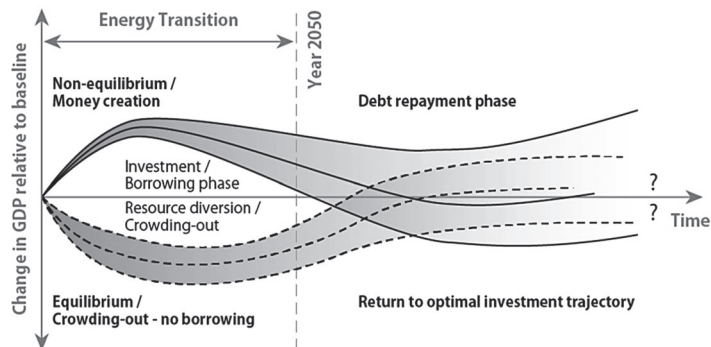 Energy Transition
Year 2050
Change in GDP relative to baseline
Non-equilibrium /
Money creation
Debt repayment phase
Investment /
Borrowing phase
Resource diversion /
Crowding-out
?
?
Time
Equilibrium /
Crowding-out - no borrowing
Return to optimal investment trajectory